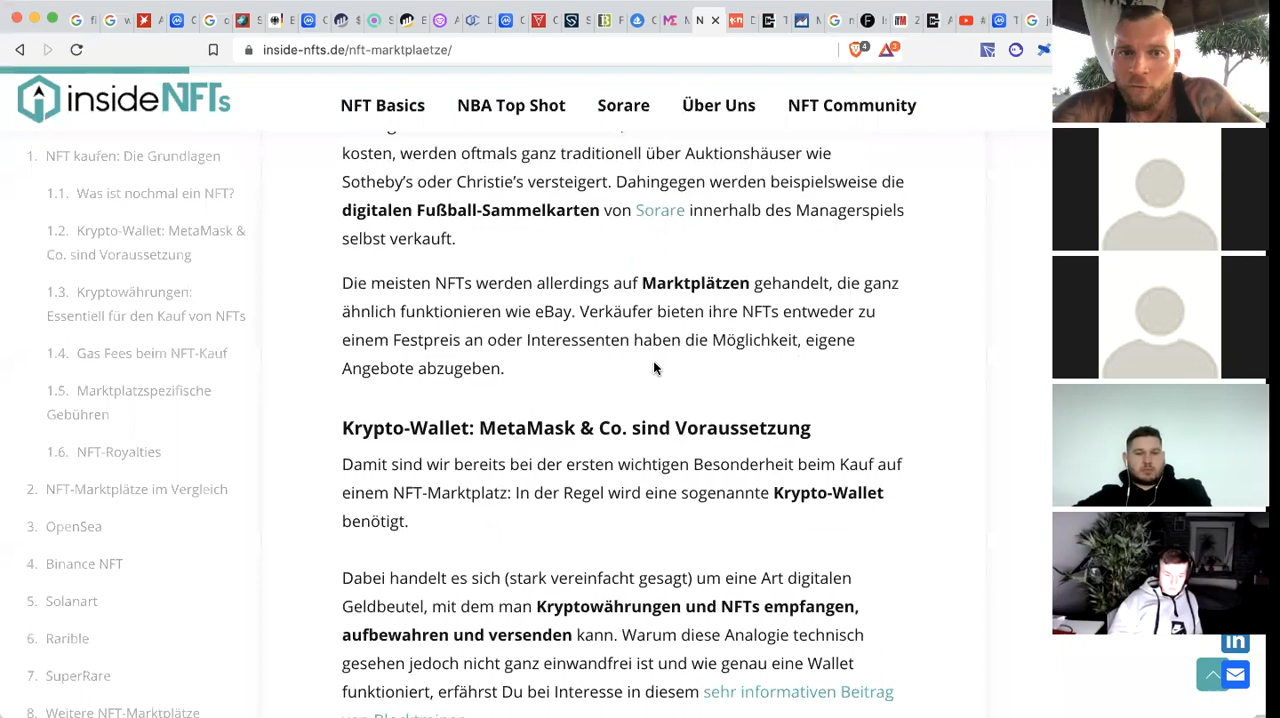 inside-nfts.de/nft-marktplaetze/
insideNFTs
NFT Basics
NBA Top Shot
Sorare
Über Uns
NFT Community
1. NFT kaufen: Die Grundlagen
1.1. Was ist nochmal ein NFT?
1.2. Krypto-Wallet: MetaMask &
Co. sind Voraussetzung
1.3. Kryptowährungen:
Essentiell für den Kauf von NFTs
1.4. Gas Fees beim NFT-Kauf
1.5. Marktplatzspezifische
Gebühren
1.6. NFT-Royalties
2. NFT-Marktplätze im Vergleich
3. OpenSea
4. Binance NFT
5. Solanart
6. Rarible
7. SuperRare
8. Weitere NFT-Marktplätze
kosten, werden oftmals ganz traditionell über Auktionshäuser wie
Sotheby's oder Christie's versteigert. Dahingegen werden beispielsweise die
digitalen Fußball-Sammelkarten von Sorare innerhalb des Managerspiels
selbst verkauft.
Die meisten NFTs werden allerdings auf Marktplätzen gehandelt, die ganz
ähnlich funktionieren wie eBay. Verkäufer bieten ihre NFTs entweder zu
einem Festpreis an oder Interessenten haben die Möglichkeit, eigene
Angebote abzugeben.
Krypto-Wallet: MetaMask & Co. sind Voraussetzung
Damit sind wir bereits bei der ersten wichtigen Besonderheit beim Kauf auf
einem NFT-Marktplatz: In der Regel wird eine sogenannte Krypto-Wallet
benötigt.
Dabei handelt es sich (stark vereinfacht gesagt) um eine Art digitalen
Geldbeutel, mit dem man Kryptowährungen und NFTs empfangen,
aufbewahren und versenden kann. Warum diese Analogie technisch
gesehen jedoch nicht ganz einwandfrei ist und wie genau eine Wallet
funktioniert, erfährst Du bei Interesse in diesem sehr informativen Beitrag